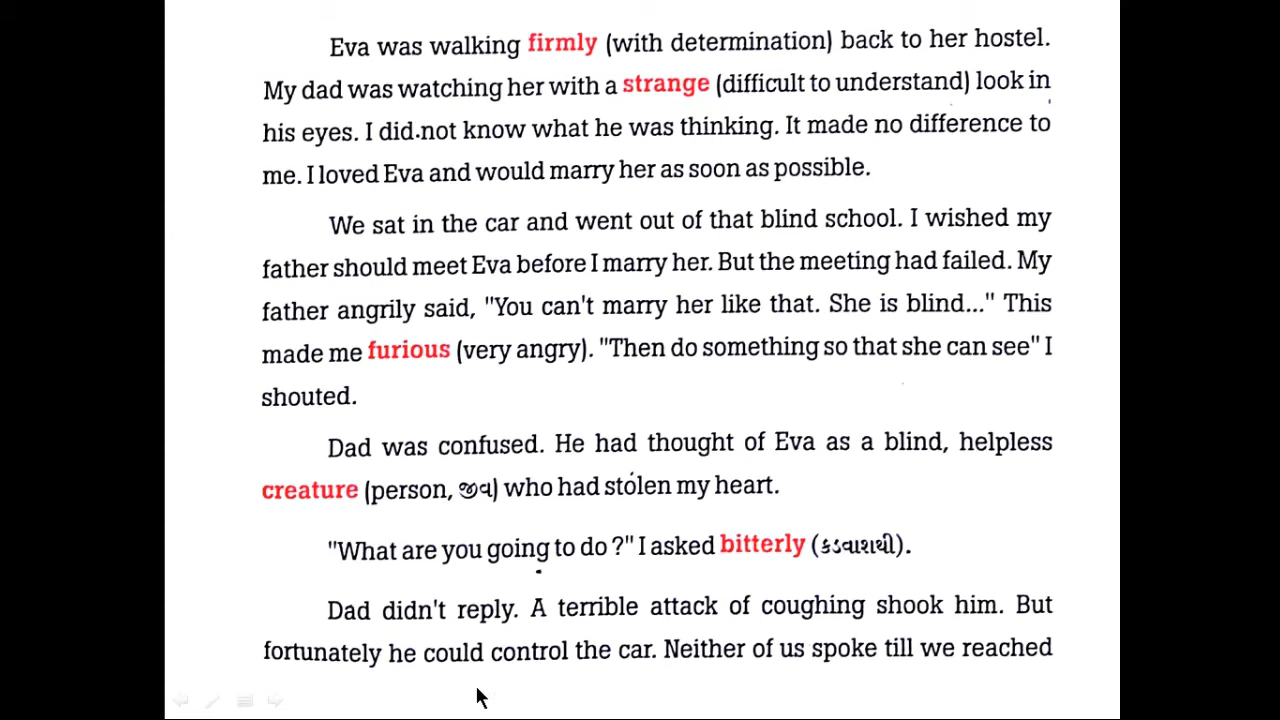 Eva was walking firmly (with determination) back to her hostel.
My dad was watching her with a strange (difficult to understand) look in
his eyes. I did not know what he was thinking. It made no difference to
me. I loved Eva and would marry her as soon as possible.
We sat in the car and went out of that blind school. I wished my
father should meet Eva before I marry her. But the meeting had failed. My
father angrily said, "You can't marry her like that. She is blind..." This
made me furious (very angry). "Then do something so that she can see" I
shouted.
Dad was confused. He had thought of Eva as a blind, helpless
creature (person, જીવ) who had stolen my heart.
"What are you going to do ?" I asked bitterly (કડવાશથી).
Dad didn't reply. A terrible attack of coughing shook him. But
fortunately he could control the car. Neither of us spoke till we reached